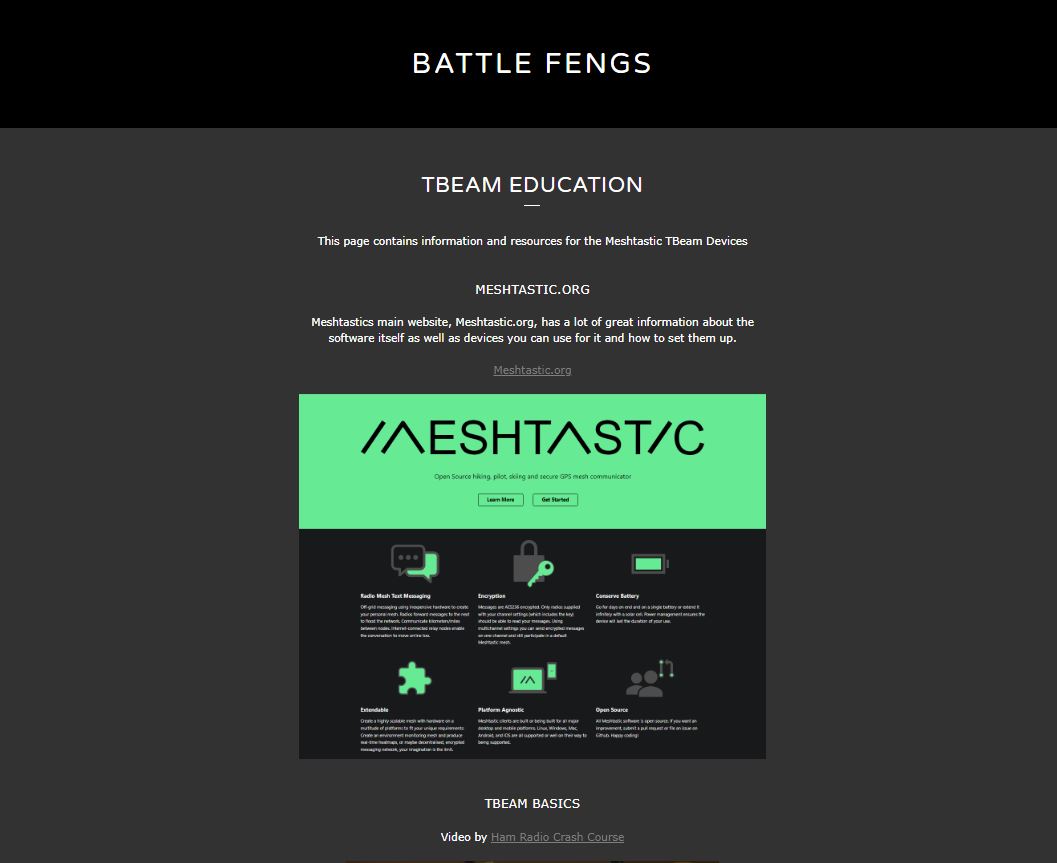 BATTLE FENGS
TBEAM EDUCATION
This page contains information and resources for the Meshtastic TBeam Devices
MESHTASTIC.ORG
Meshtastics main website, Meshtastic.org, has a lot of great information about the
software itself as well as devices you can use for it and how to set them up.
Meshtastic.org
MESHTASTIC
Open Source hiking, pilot, skiing and secure GPS mesh communicator
Learn More
Get Started
Radio Mesh Text Messaging
Off-grid messaging using inexpensive hardware to create
your personal mesh. Radios forward messages to the next
to flood the network. Communicate kilometers/miles
between nodes. Internet-connected relay nodes enable
the conversation to move online too.
Encryption
Messages are AES256 encrypted. Only radios supplied
with your channel settings (which includes the key)
should be able to read your messages. Using
multichannel settings you can send encrypted messages
on one channel and still participate in a default
Meshtastic mesh.
Conserve Battery
Go for days on end and on a single battery or extend it
infinitely with a solar cell. Power management ensures the
device will last the duration of your use.
Extendable
Create a highly scalable mesh with hardware on a
multitude of platforms to fit your unique requirements.
Create an environment monitoring mesh and produce
real-time heatmaps, or maybe decentralised, encrypted
messaging network, your imagination is the limit.
Platform Agnostic
Meshtastic clients are built or being built for all major
desktop and mobile platforms. Linux, Windows, Mac,
Android, and iOS are all supported or well on their way to
being supported.
Open Source
All Meshtastic software is open source. If you want an
improvement, submit a pull request or file an issue on
Github. Happy coding!
TBEAM BASICS
Video by Ham Radio Crash Course